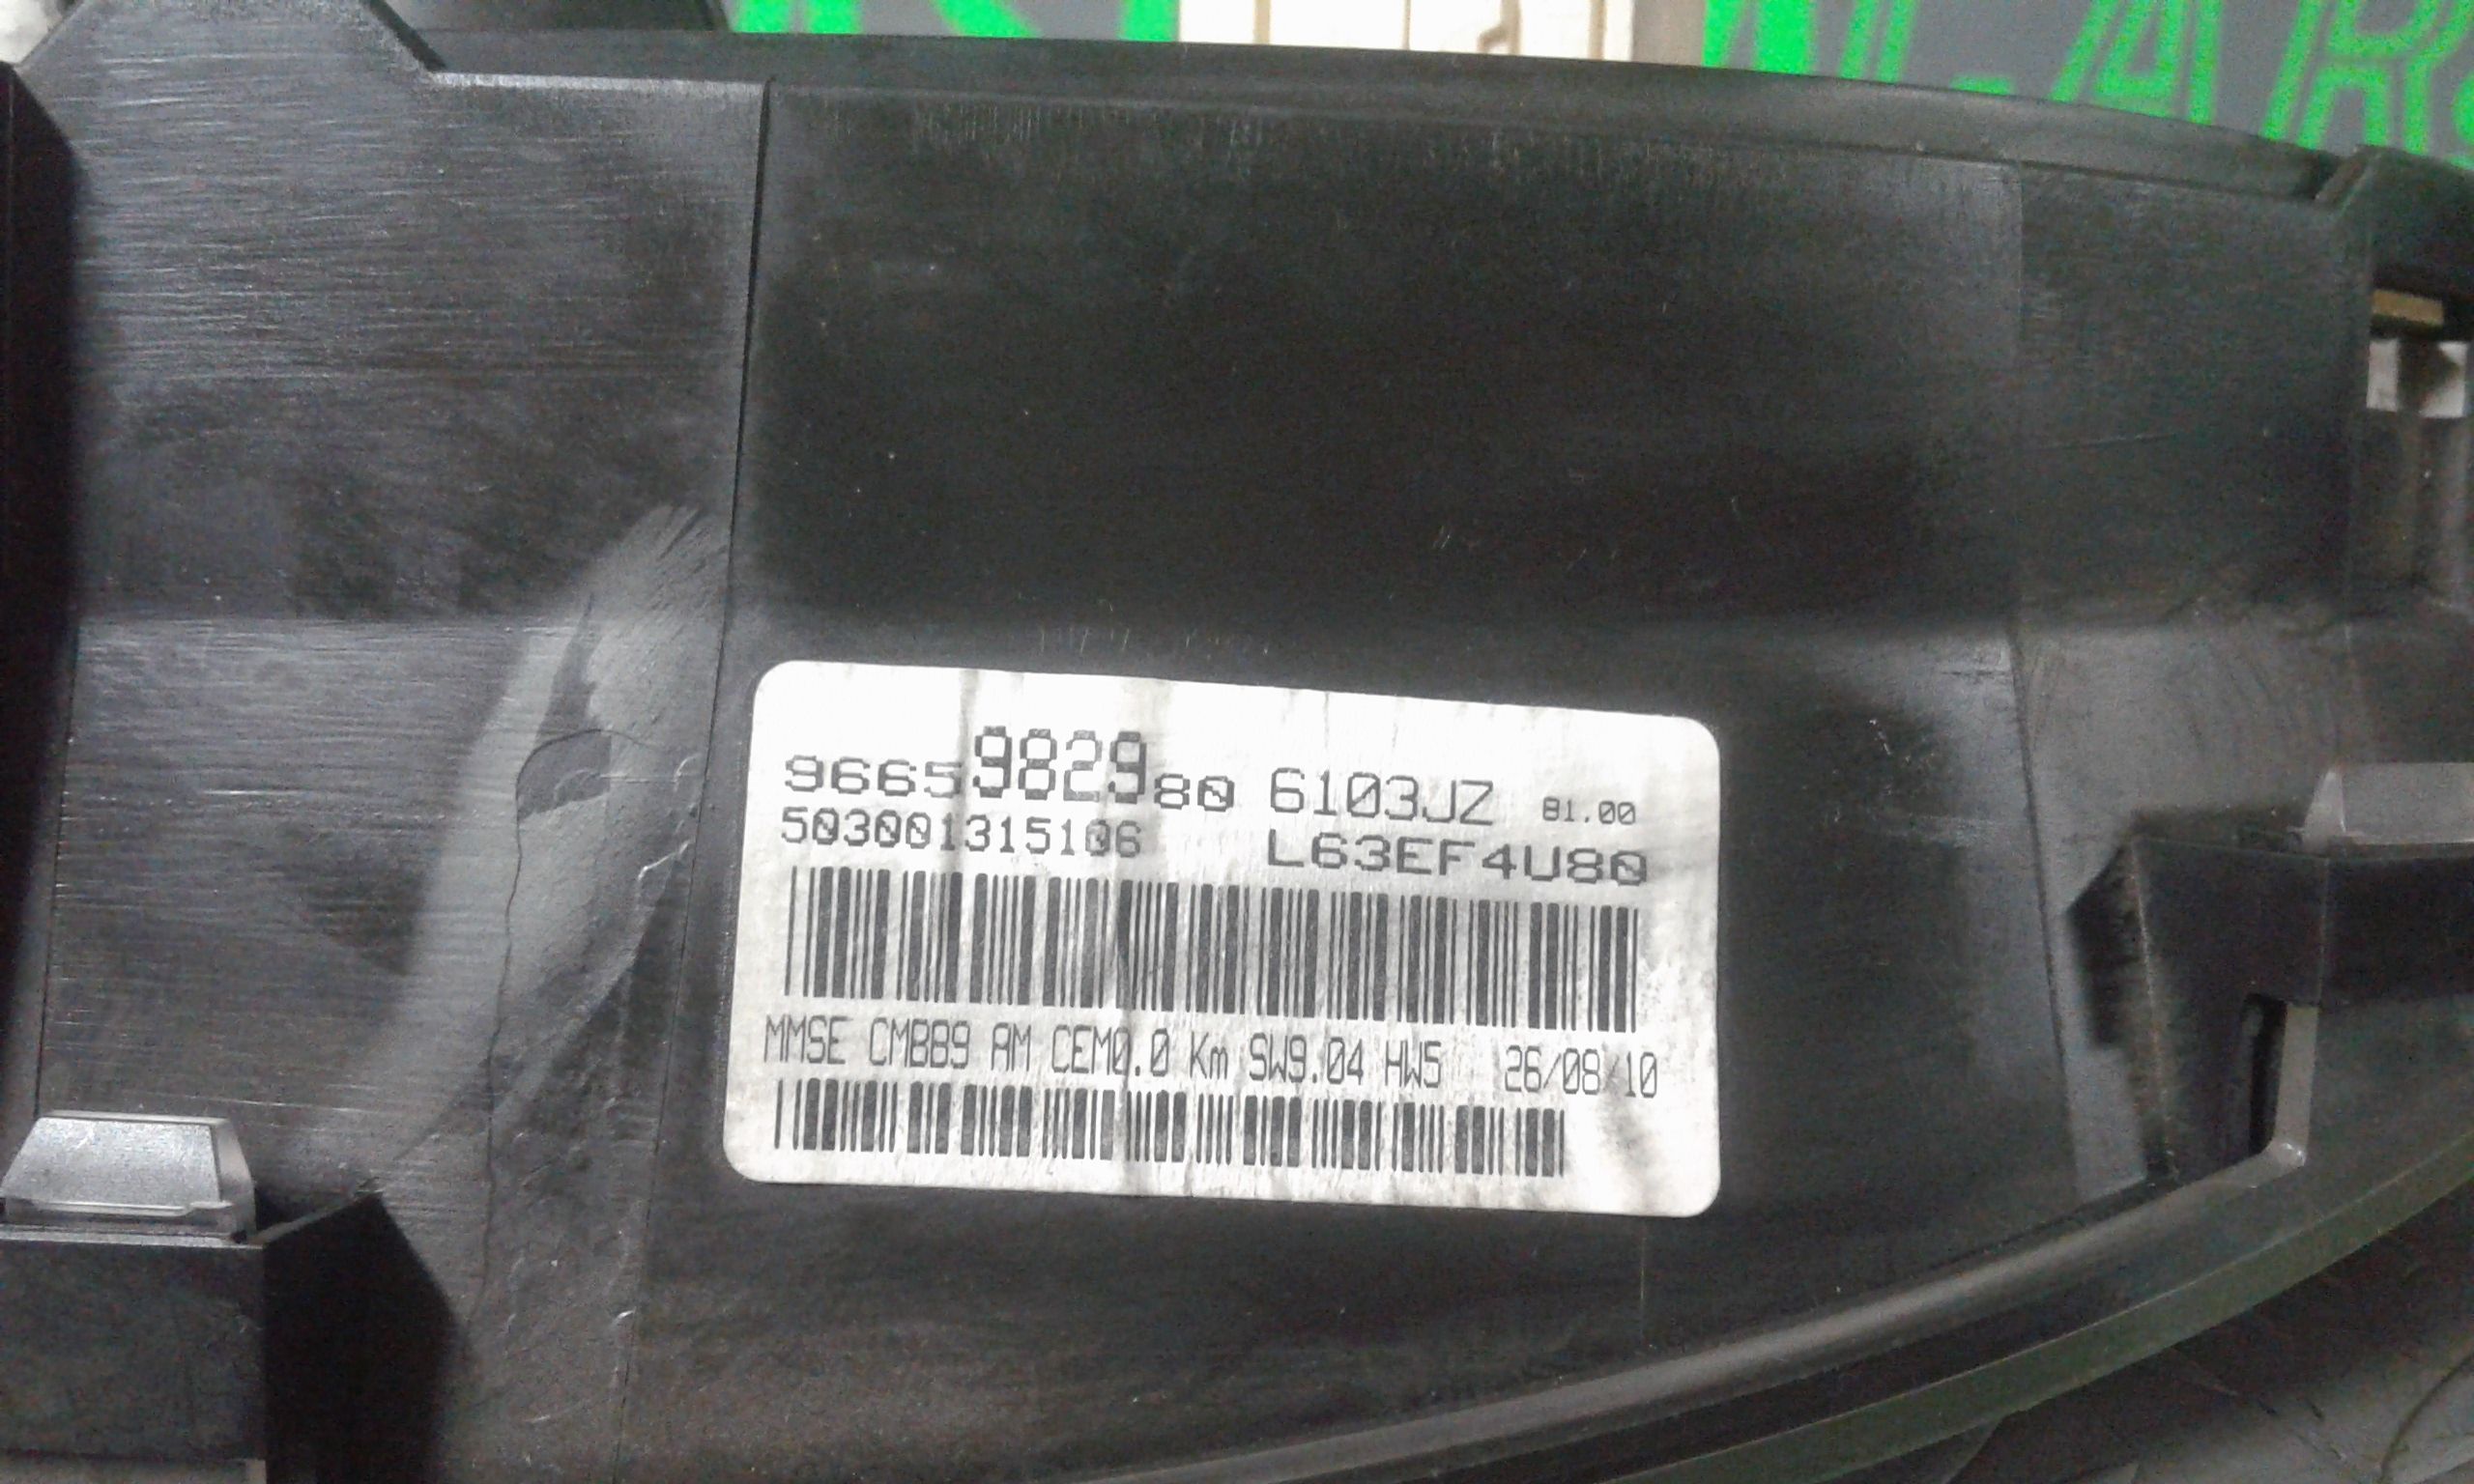 9665982980 6103JZ 81.00
503001315106 L63EF4U80
MMSE CMBB9 AM CEM0.0 Km SW9.04 HW5 26/08/10